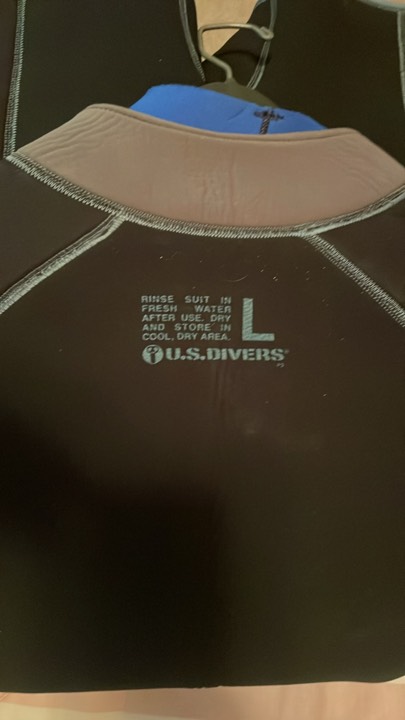 RINSE SUIT IN
FRESH WATER
AFTER USE. DRY
AND STORE IN
COOL, DRY AREA.
L
U.S.DIVERS®